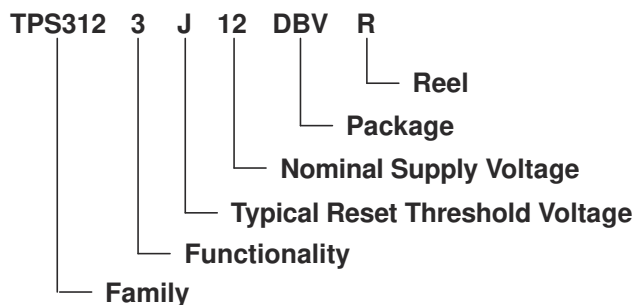 TPS312 3 J 12 DBV R
Reel
Package
Nominal Supply Voltage
Typical Reset Threshold Voltage
Functionality
Family